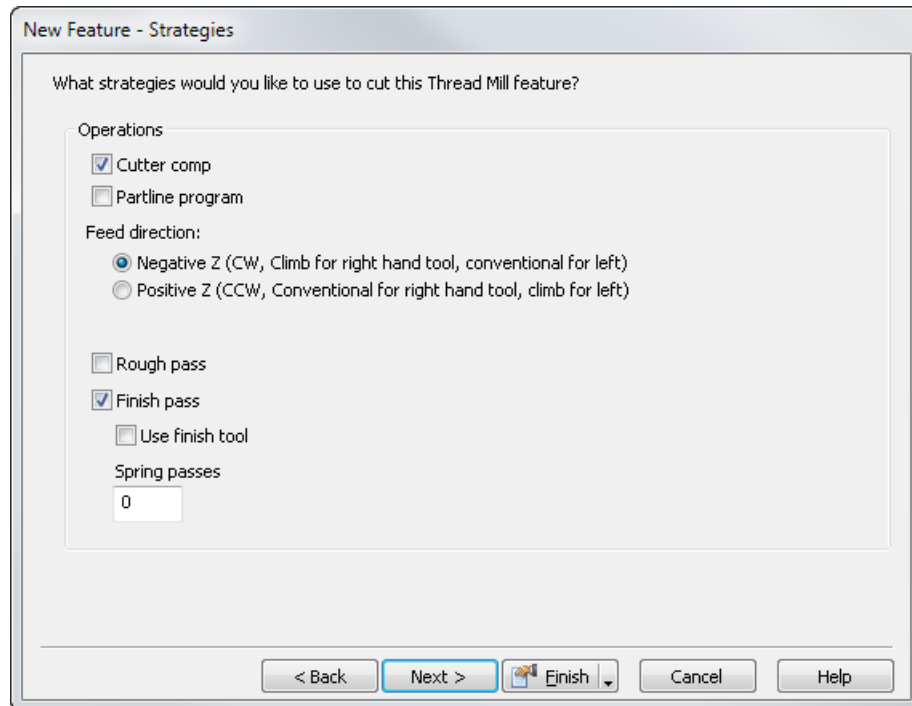 New Feature - Strategies
What strategies would you like to use to cut this Thread Mill feature?
Operations
Cutter comp
Partline program
Feed direction:
Negative Z (CW, Climb for right hand tool, conventional for left)
Positive Z (CCW, Conventional for right hand tool, climb for left)
Rough pass
Finish pass
Use finish tool
Spring passes
0
< Back Next > Finish Cancel Help